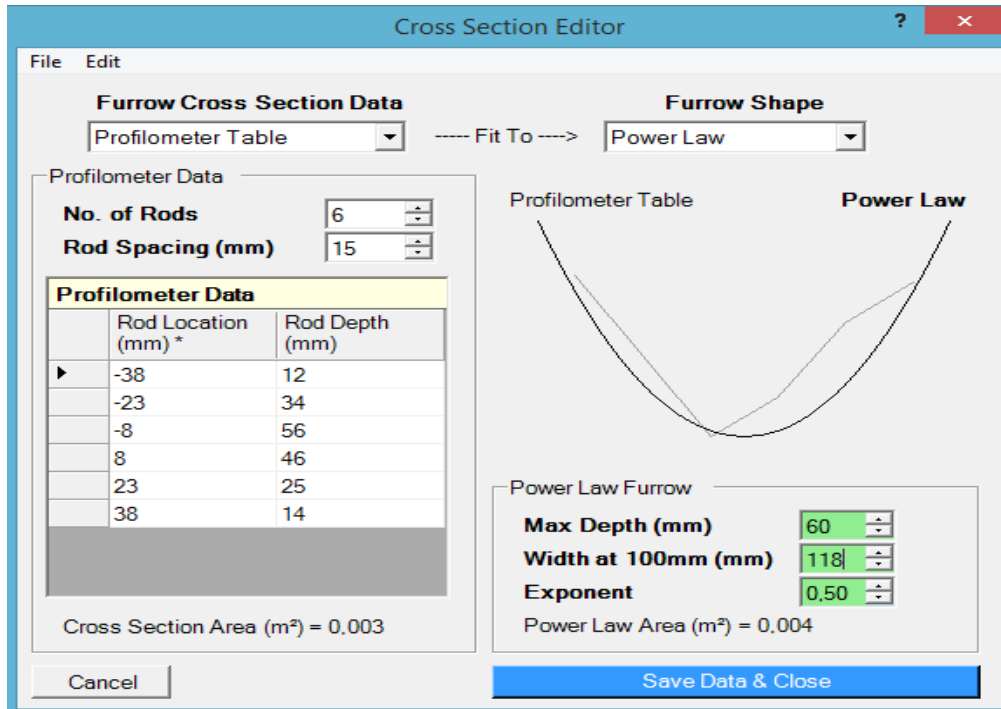 Cross Section Editor
? ×
File Edit
Furrow Cross Section Data
Furrow Shape
Profilometer Table
----- Fit To ---->
Power Law
Profilometer Data
No. of Rods 6
Rod Spacing (mm) 15
Profilometer Data
Rod Location (mm) * Rod Depth (mm)
-38 12
-23 34
-8 56
8 46
23 25
38 14
Cross Section Area (m²) = 0,003
Profilometer Table
Power Law
Power Law Furrow
Max Depth (mm) 60
Width at 100mm (mm) 118
Exponent 0,50
Power Law Area (m²) = 0,004
Cancel
Save Data & Close